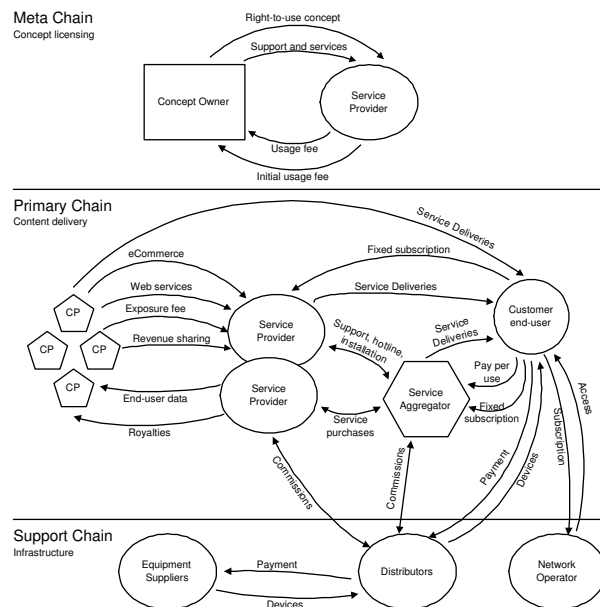 Meta Chain
Concept licensing
Right-to-use concept
Support and services
Concept Owner
Service
Provider
Usage fee
Initial usage fee
Primary Chain
Content delivery
Service Deliveries
eCommerce
Fixed subscription
Web services
Service Deliveries
CP
Exposure fee
Customer
end-user
Revenue sharing
Service
Provider
Support, hotline,
installation
Service
Deliveries
CP
CP
Pay per
use
CP
Service
Provider
Service
Aggregator
End-user data
Fixed
subscription
Royalties
Service
purchases
Access
Subscription
Commissions
Commissions
Payment
Devices
Support Chain
Infrastructure
Equipment
Suppliers
Payment
Distributors
Network
Operator
Devices